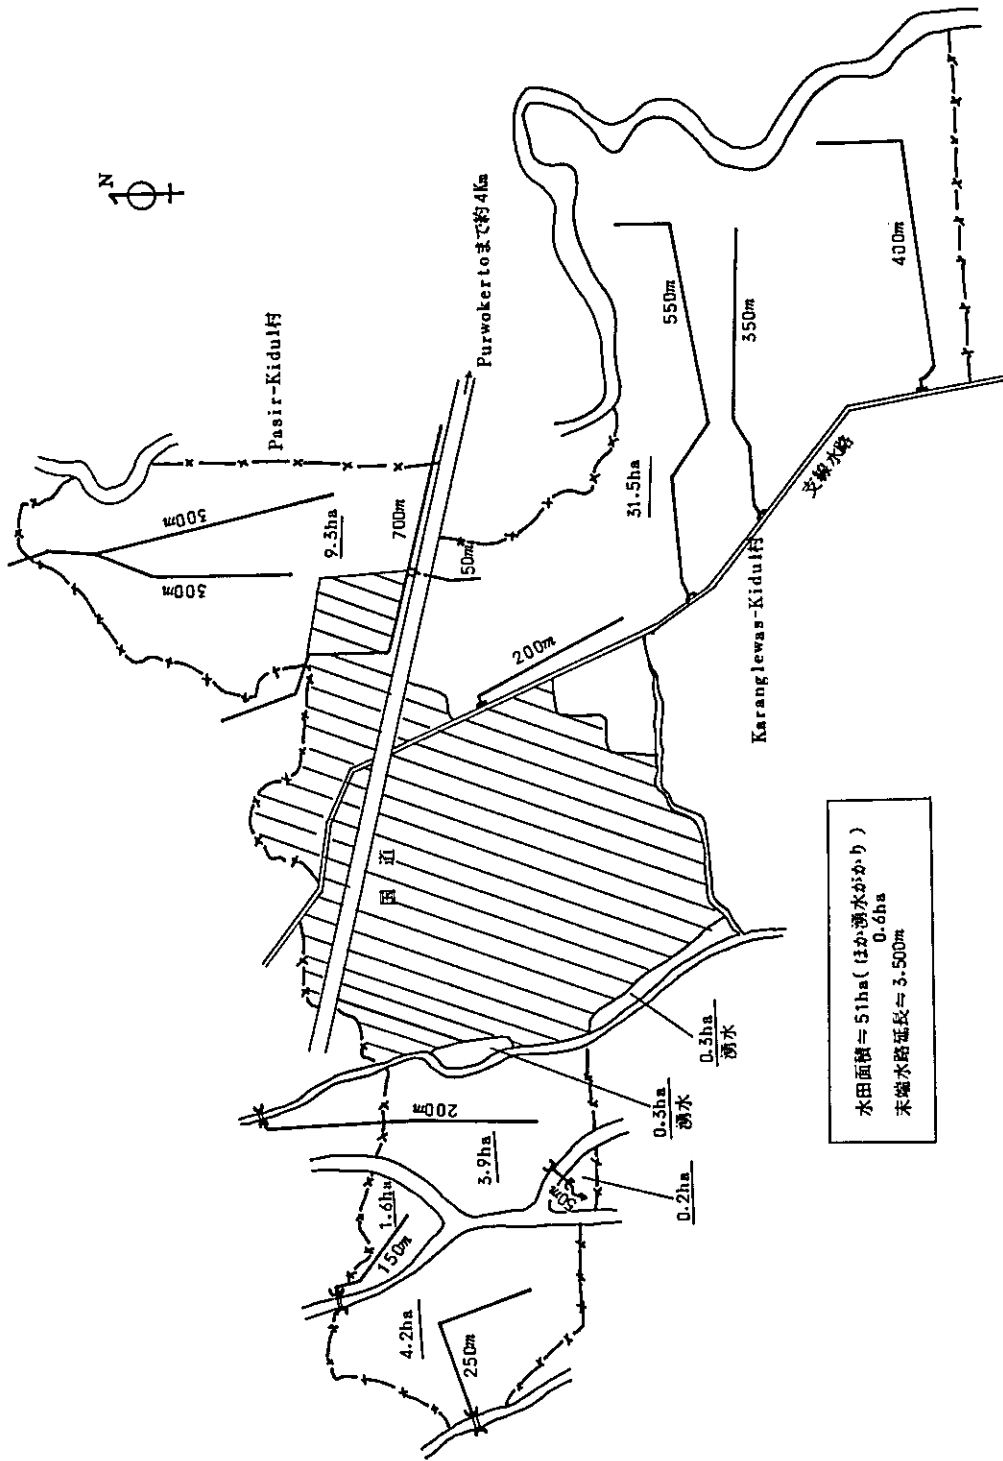 N
Pasir-Kidul村
Purwokertoまで約4Km
300m
300m
9.3ha
700m
50m
550m
350m
400m
31.5ha
支線水路
200m
Karanglewas-Kidul村
国道
200m
3.9ha
1.6ha
150m
4.2ha
250m
50m
0.2ha
0.3ha
湧水
0.3ha
湧水
水田面積≒51ha(ほか湧水がかり)
0.6ha
末端水路延長≒3.500m